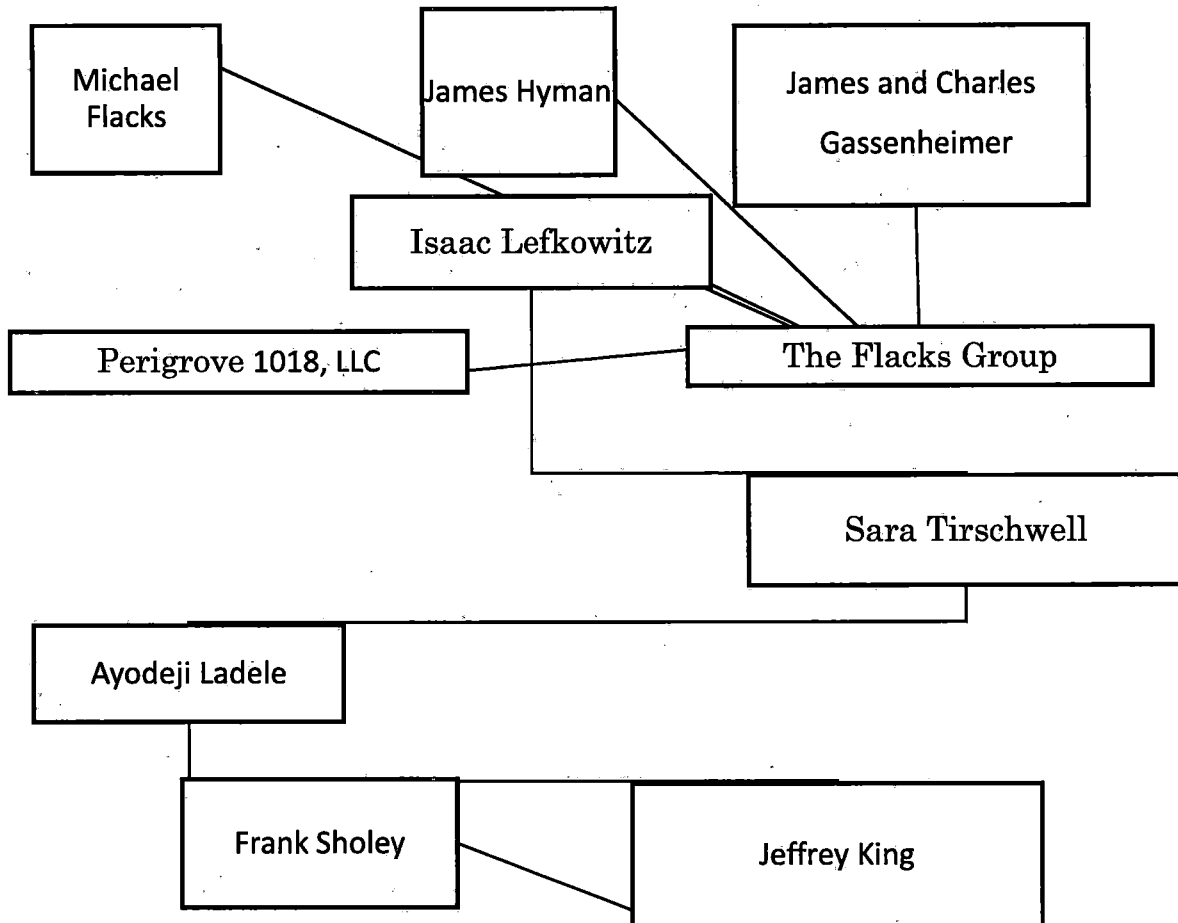 Michael
Flacks
James Hyman
James and Charles
Gassenheimer
Isaac Lefkowitz
Perigrove 1018, LLC
The Flacks Group
Sara Tirschwell
Ayodeji Ladele
Frank Sholey
Jeffrey King